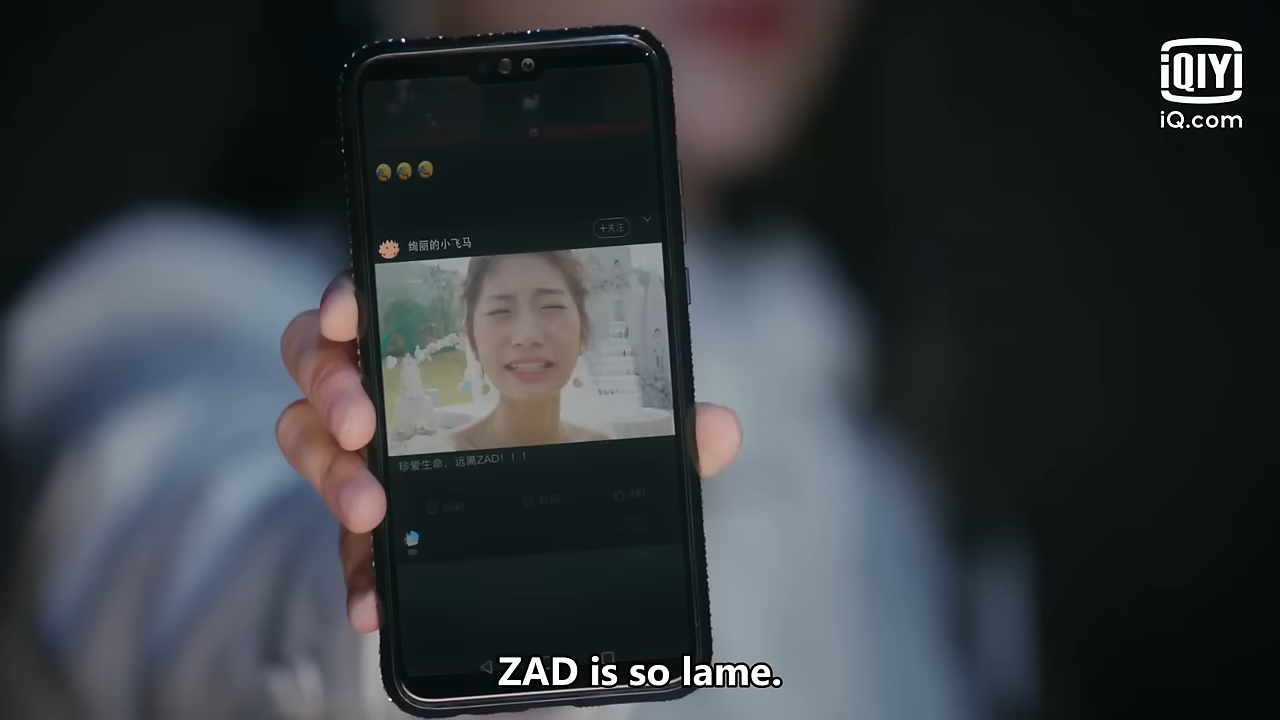 iQIYI
iQ.com
+关注
绚丽的小飞马
珍爱生命，远离ZAD！！！
ZAD is so lame.